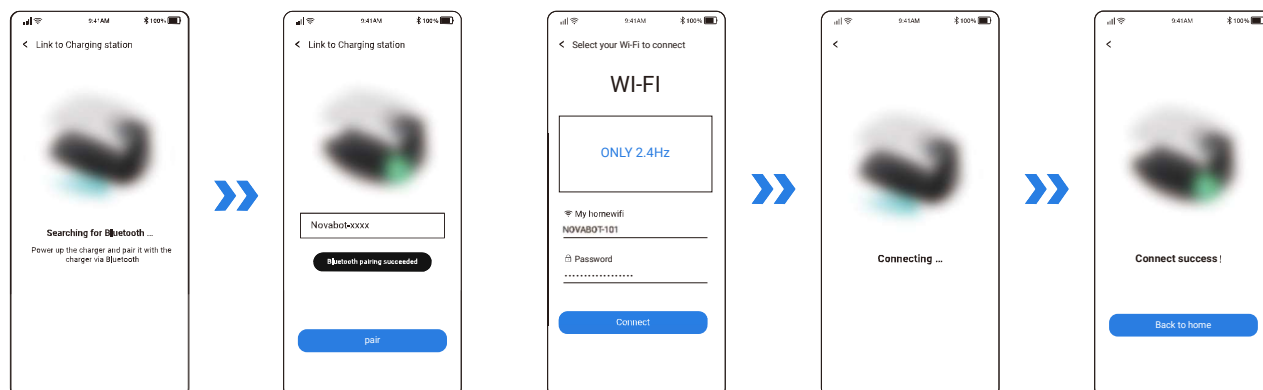 9:41AM 100%
< Link to Charging station
Searching for Bluetooth ...
Power up the charger and pair it with the
charger via Bluetooth
9:41AM 100%
< Link to Charging station
Novabot-xxxx
Bluetooth pairing succeeded
pair
9:41AM 100%
< Select your Wi-Fi to connect
WI-FI
ONLY 2.4Hz
My homewifi
NOVABOT-101
Password
Connect
9:41AM 100%
<
Connecting ...
9:41AM 100%
<
Connect success!
Back to home